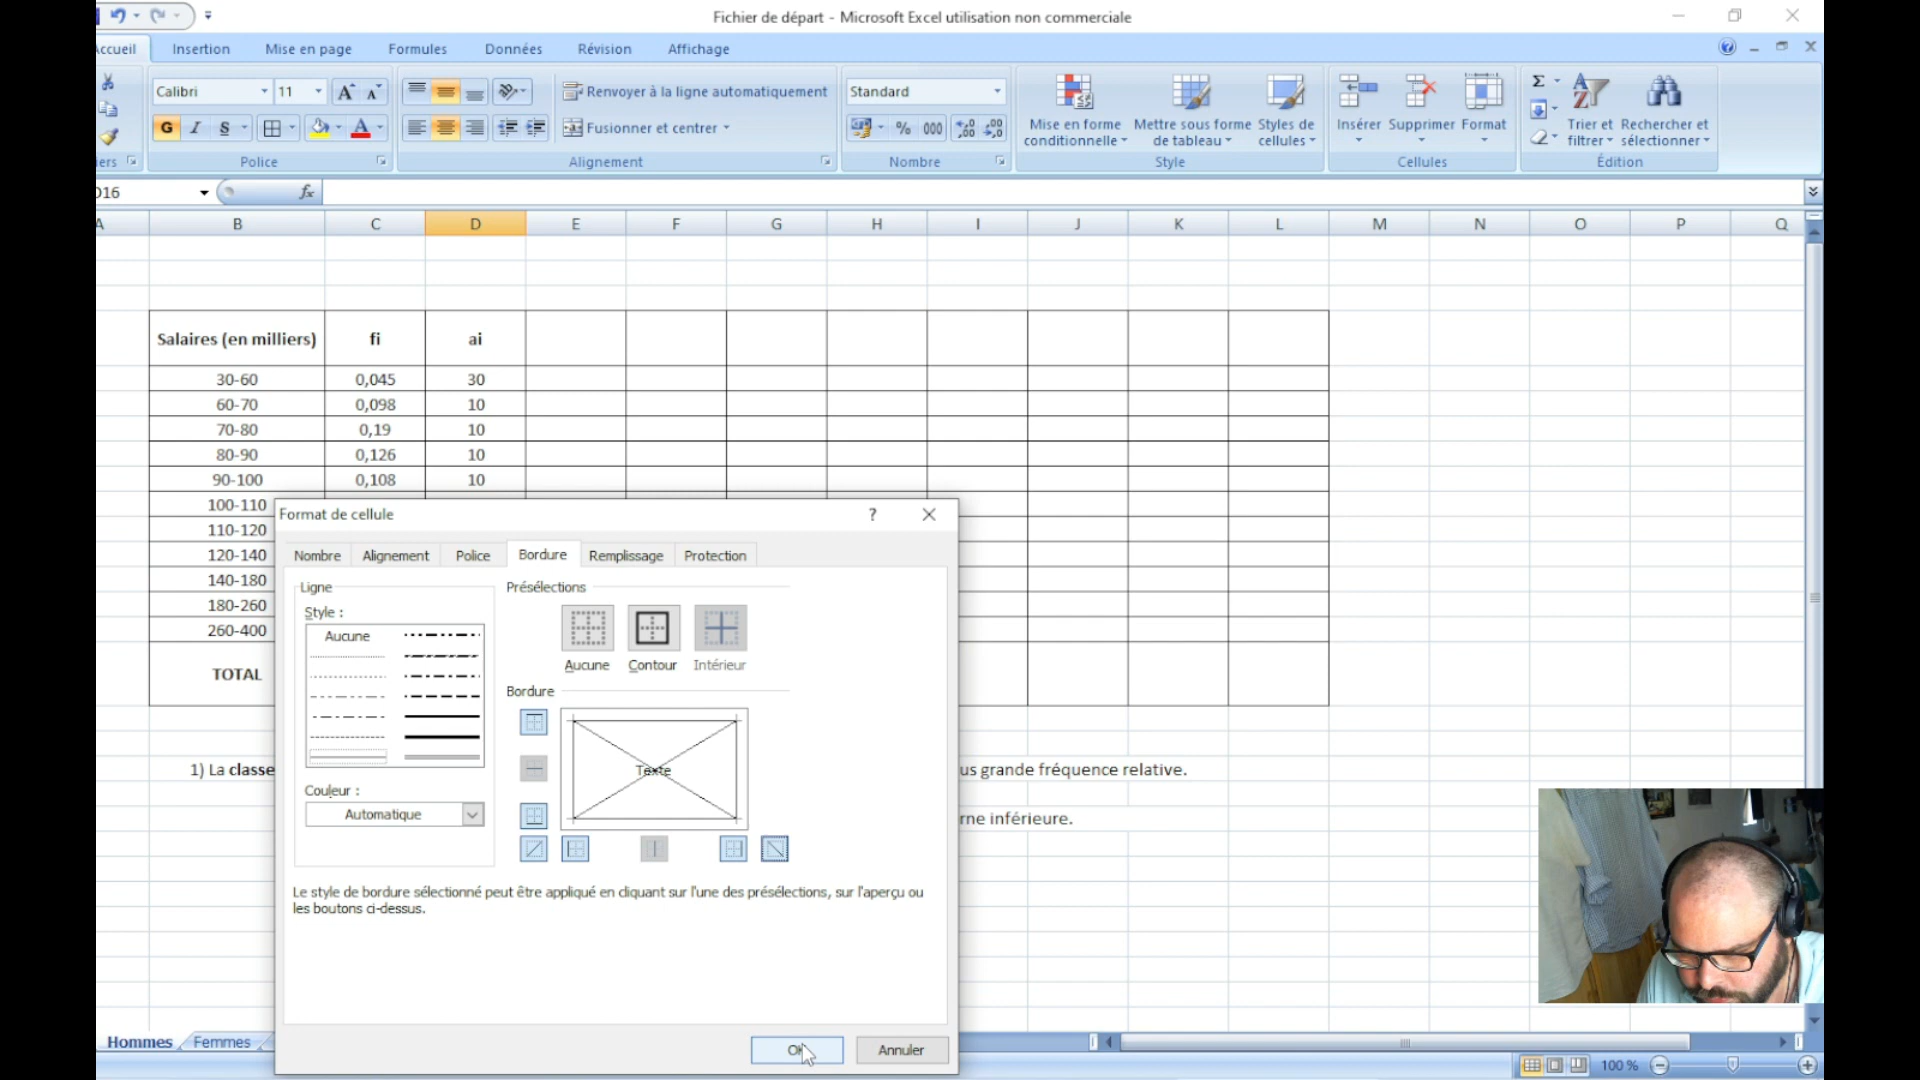 Fichier de départ - Microsoft Excel utilisation non commerciale
ccueil Insertion Mise en page Formules Données Révision Affichage
Calibri 11 Renvoyer à la ligne automatiquement Standard
G I S Fusionner et centrer % 000
Mise en forme conditionnelle Mettre sous forme de tableau Styles de cellules Insérer Supprimer Format Trier et filtrer Rechercher et sélectionner
ers Police Alignement Nombre Style Cellules Édition
D16 fx
A B C D E F G H I J K L M N O P Q
Salaires (en milliers) fi ai
30-60 0,045 30
60-70 0,098 10
70-80 0,19 10
80-90 0,126 10
90-100 0,108 10
100-110
110-120
120-140
140-180
180-260
260-400
TOTAL
1) La classe
us grande fréquence relative.
rne inférieure.
Format de cellule ?
Nombre Alignement Police Bordure Remplissage Protection
Ligne
Style :
Aucune
Couleur :
Automatique
Présélections
Aucune Contour Intérieur
Bordure
Texte
Le style de bordure sélectionné peut être appliqué en cliquant sur l'une des présélections, sur l'aperçu ou
les boutons ci-dessus.
OK Annuler
Hommes Femmes
100 %